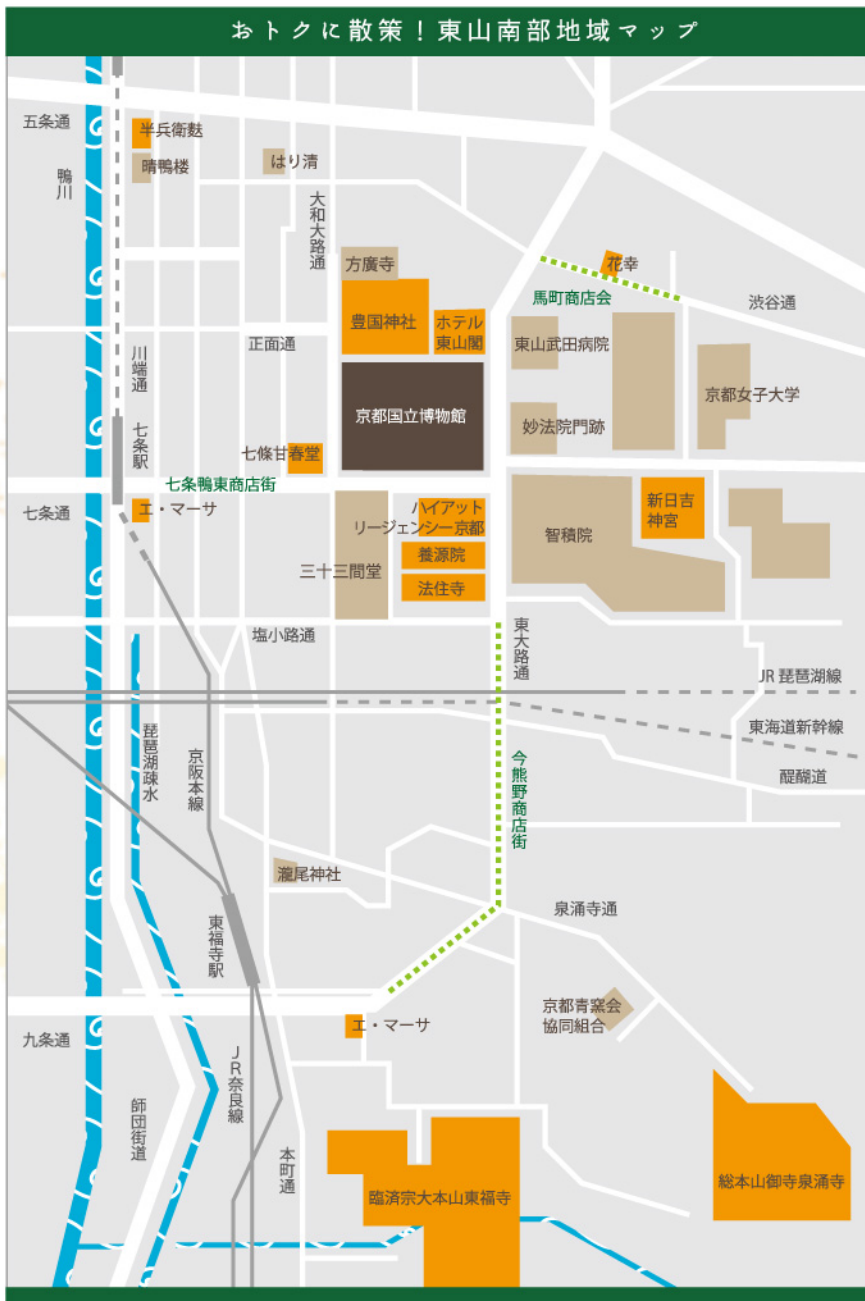 おトクに散策！東山南部地域マップ
五条通
半兵衛麩
晴鴨楼
はり清
鴨川
大和大路通
方廣寺
花幸
馬町商店会
渋谷通
豊国神社
ホテル
東山閣
正面通
東山武田病院
川端通
京都女子大学
京都国立博物館
妙法院門跡
七条駅
七條甘春堂
七条鴨東商店街
七条通
エ・マーサ
ハイアット
リージェンシー京都
新日吉
神宮
智積院
養源院
三十三間堂
法住寺
塩小路通
東大路通
JR 琵琶湖線
東海道新幹線
琵琶湖疎水
京阪本線
今熊野商店街
醍醐道
瀧尾神社
泉涌寺通
東福寺駅
京都青窯会
協同組合
エ・マーサ
九条通
JR奈良線
師団街道
本町通
臨済宗大本山東福寺
総本山御寺泉涌寺